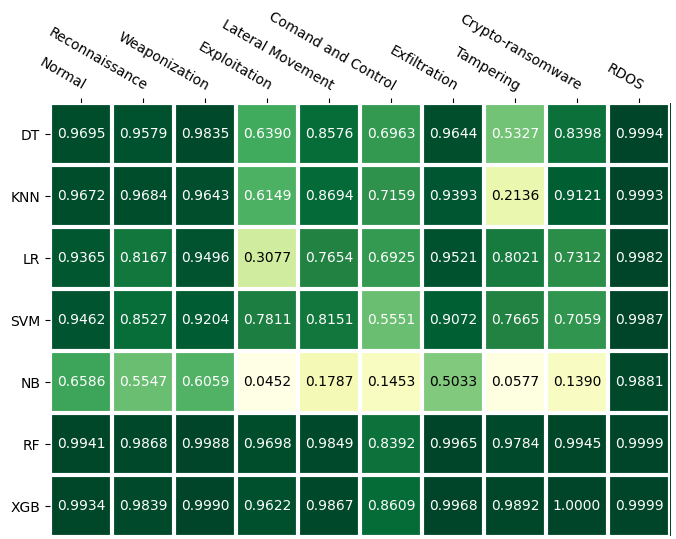 Normal
Reconnaissance
Weaponization
Exploitation
Lateral Movement
Comand and Control
Exfiltration
Tampering
Crypto-ransomware
RDOS
DT 0.9695 0.9579 0.9835 0.6390 0.8576 0.6963 0.9644 0.5327 0.8398 0.9994
KNN 0.9672 0.9684 0.9643 0.6149 0.8694 0.7159 0.9393 0.2136 0.9121 0.9993
LR 0.9365 0.8167 0.9496 0.3077 0.7654 0.6925 0.9521 0.8021 0.7312 0.9982
SVM 0.9462 0.8527 0.9204 0.7811 0.8151 0.5551 0.9072 0.7665 0.7059 0.9987
NB 0.6586 0.5547 0.6059 0.0452 0.1787 0.1453 0.5033 0.0577 0.1390 0.9881
RF 0.9941 0.9868 0.9988 0.9698 0.9849 0.8392 0.9965 0.9784 0.9945 0.9999
XGB 0.9934 0.9839 0.9990 0.9622 0.9867 0.8609 0.9968 0.9892 1.0000 0.9999